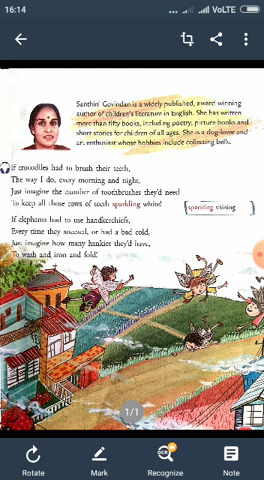 16:14
VoLTE
Santhini Govindan is a widely published, award winning
author of children's literature in English. She has written
more than fifty books, including poetry, picture books and
short stories for children of all ages. She is a dog-lover and
an enthusiast whose hobbies include collecting bells.
If crocodiles had to brush their teeth,
The way I do, every morning and night,
Just imagine the number of toothbrushes they'd need!
To keep all those rows of teeth sparkling white!
sparkling shining
If elephants had to use handkerchiefs,
Every time they sneezed, or had a bad cold,
Just imagine how many hankies they'd have,
To wash and iron and fold!
1/1
Rotate
Mark
OCR
Recognize
Note